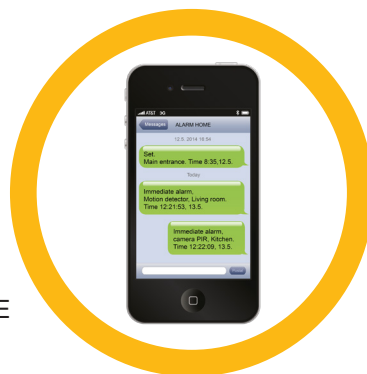 AT&T 3G
Messages ALARM HOME
12.5. 2014 16:54
Set.
Main entrance. Time 8:35,12.5.
Today
Immediate alarm,
Motion detector, Living room.
Time 12:21:53, 13.5.
Immediate alarm,
camera PIR, Kitchen.
Time 12:22:09, 13.5.
E